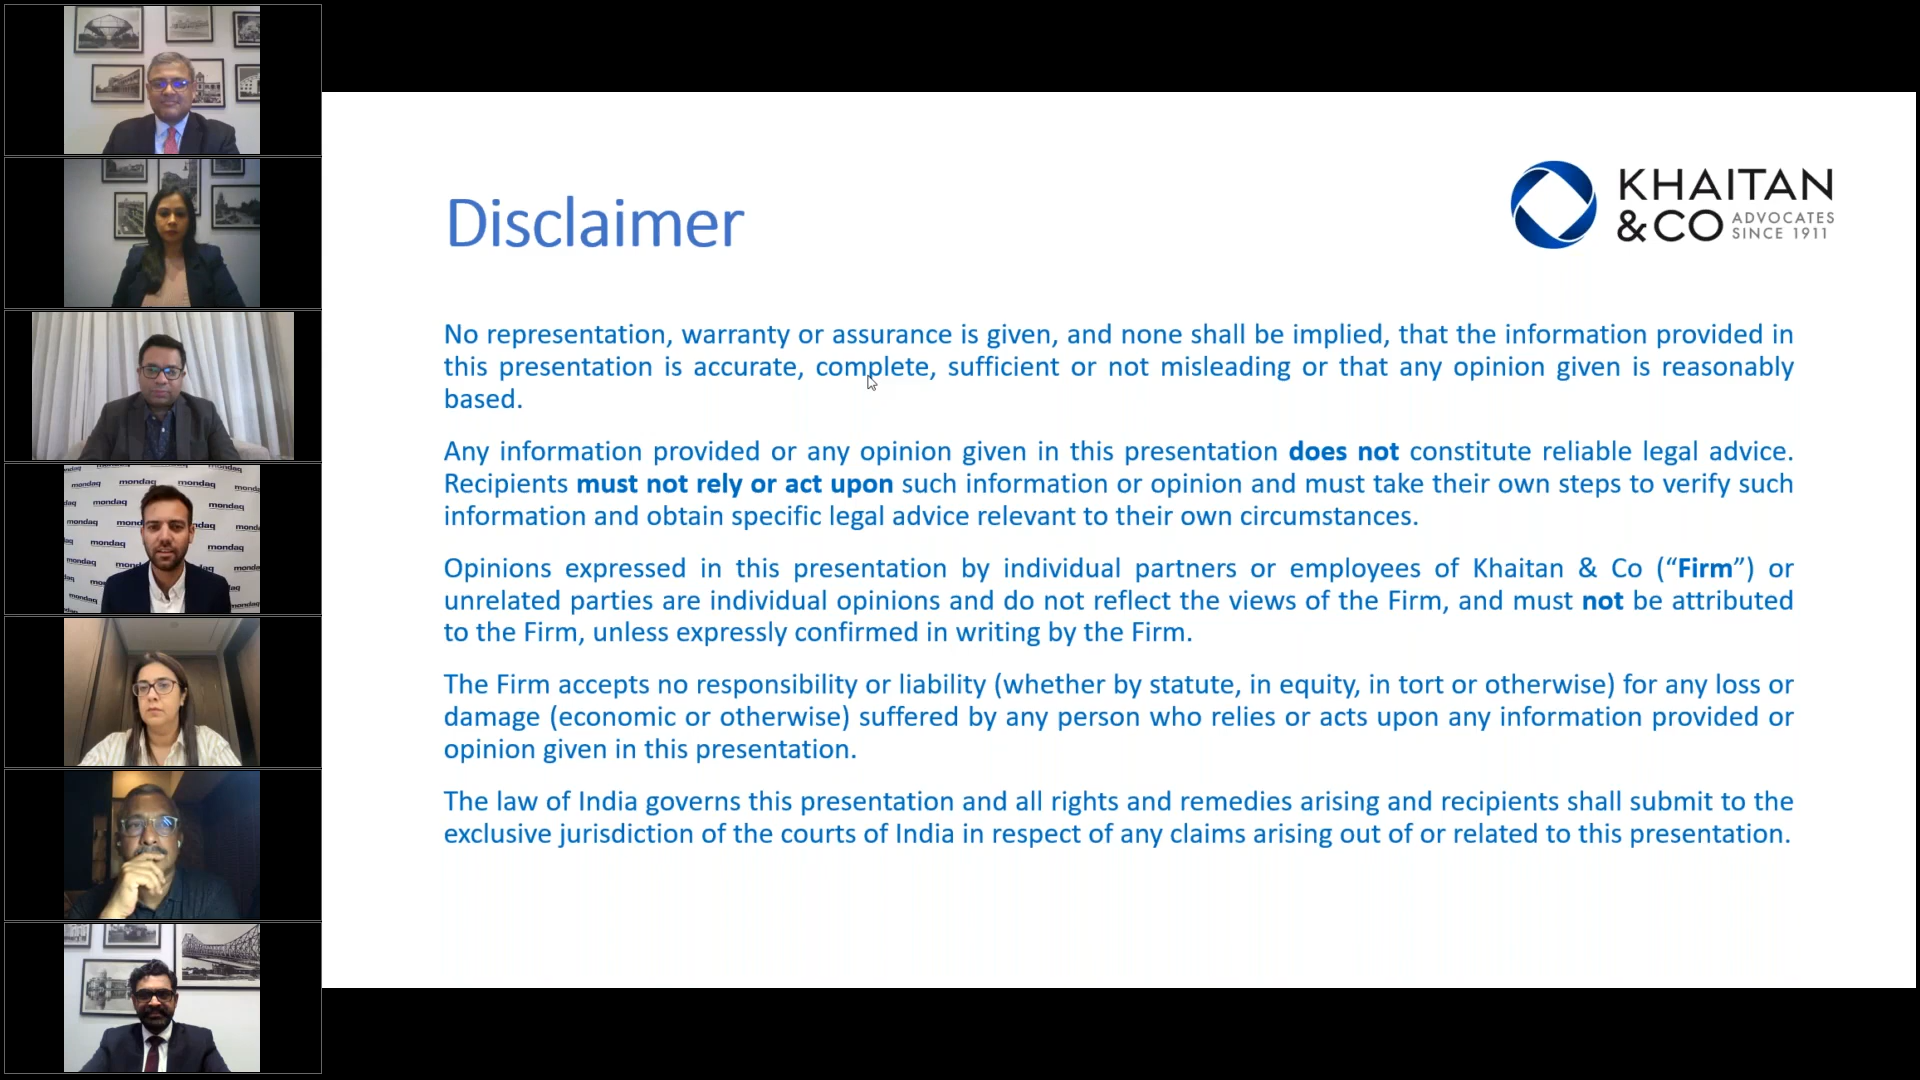 mondaq mondaq
mondaq mondaq
mondaq
mondaq
mondaq
mondaq
KHAITAN
&CO ADVOCATES
SINCE 1911
Disclaimer
No representation, warranty or assurance is given, and none shall be implied, that the information provided in
this presentation is accurate, complete, sufficient or not misleading or that any opinion given is reasonably
based.
Any information provided or any opinion given in this presentation does not constitute reliable legal advice.
Recipients must not rely or act upon such information or opinion and must take their own steps to verify such
information and obtain specific legal advice relevant to their own circumstances.
Opinions expressed in this presentation by individual partners or employees of Khaitan & Co (“Firm”) or
unrelated parties are individual opinions and do not reflect the views of the Firm, and must not be attributed
to the Firm, unless expressly confirmed in writing by the Firm.
The Firm accepts no responsibility or liability (whether by statute, in equity, in tort or otherwise) for any loss or
damage (economic or otherwise) suffered by any person who relies or acts upon any information provided or
opinion given in this presentation.
The law of India governs this presentation and all rights and remedies arising and recipients shall submit to the
exclusive jurisdiction of the courts of India in respect of any claims arising out of or related to this presentation.